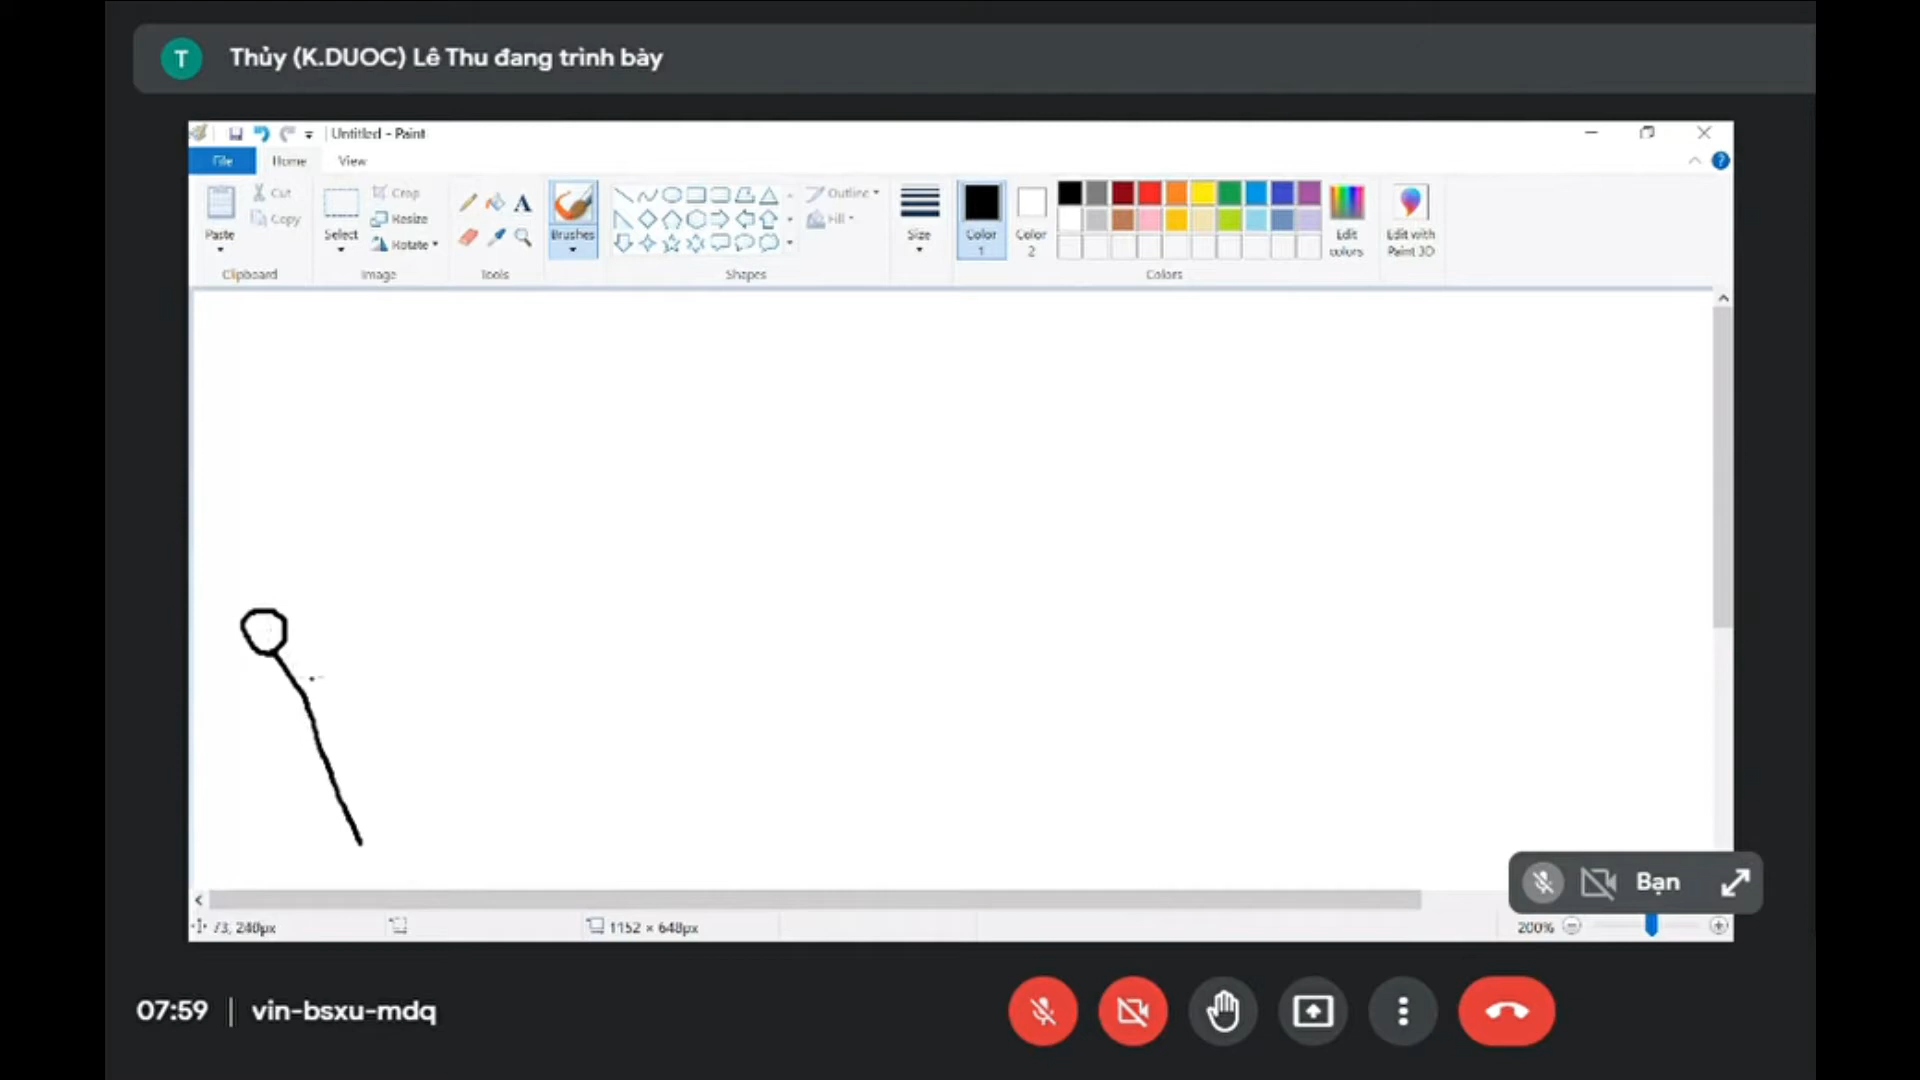 T
Thủy (K.DUOC) Lê Thu đang trình bày
Untitled - Paint
File Home View
Paste
Cut
Copy
Clipboard
Select
Crop
Resize
Rotate
Image
A
Tools
Brushes
Shapes
Outline
Fill
Size
Color
1
Color
2
Colors
Edit
colors
Edit with
Paint 3D
Bạn
73, 240px
1152 × 648px
200%
07:59 | vin-bsxu-mdq